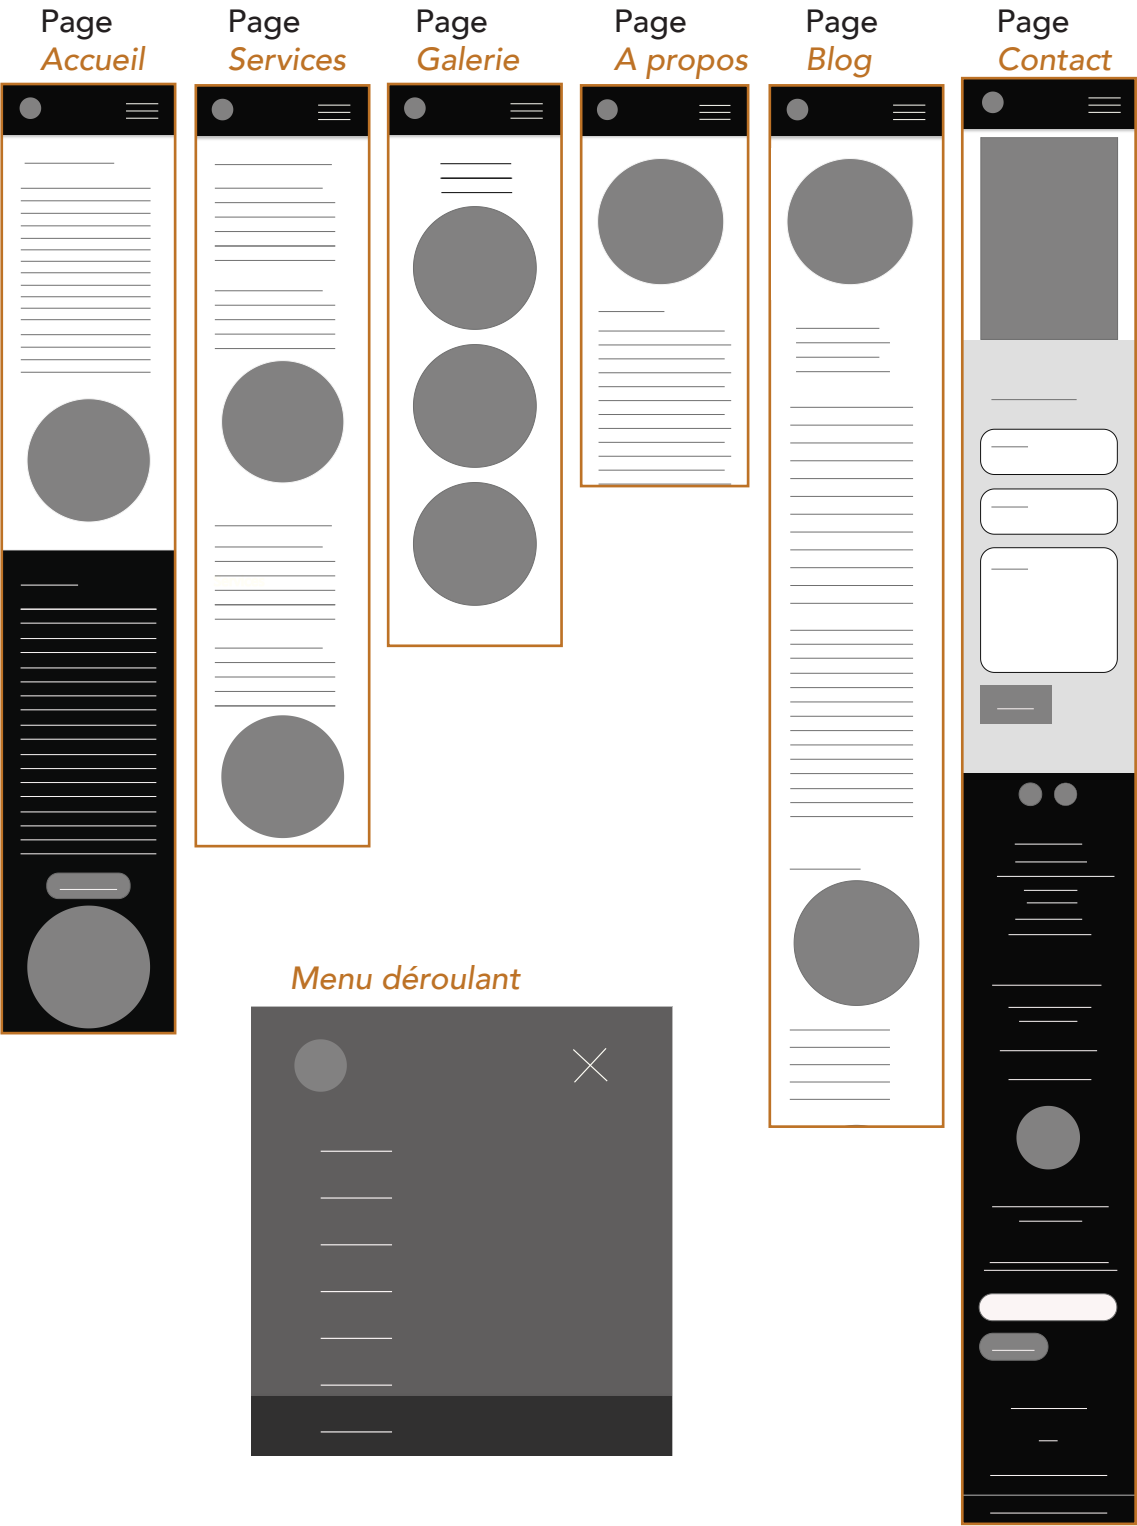 Page
Accueil
Page
Services
Page
Galerie
Page
A propos
Page
Blog
Page
Contact
Menu déroulant